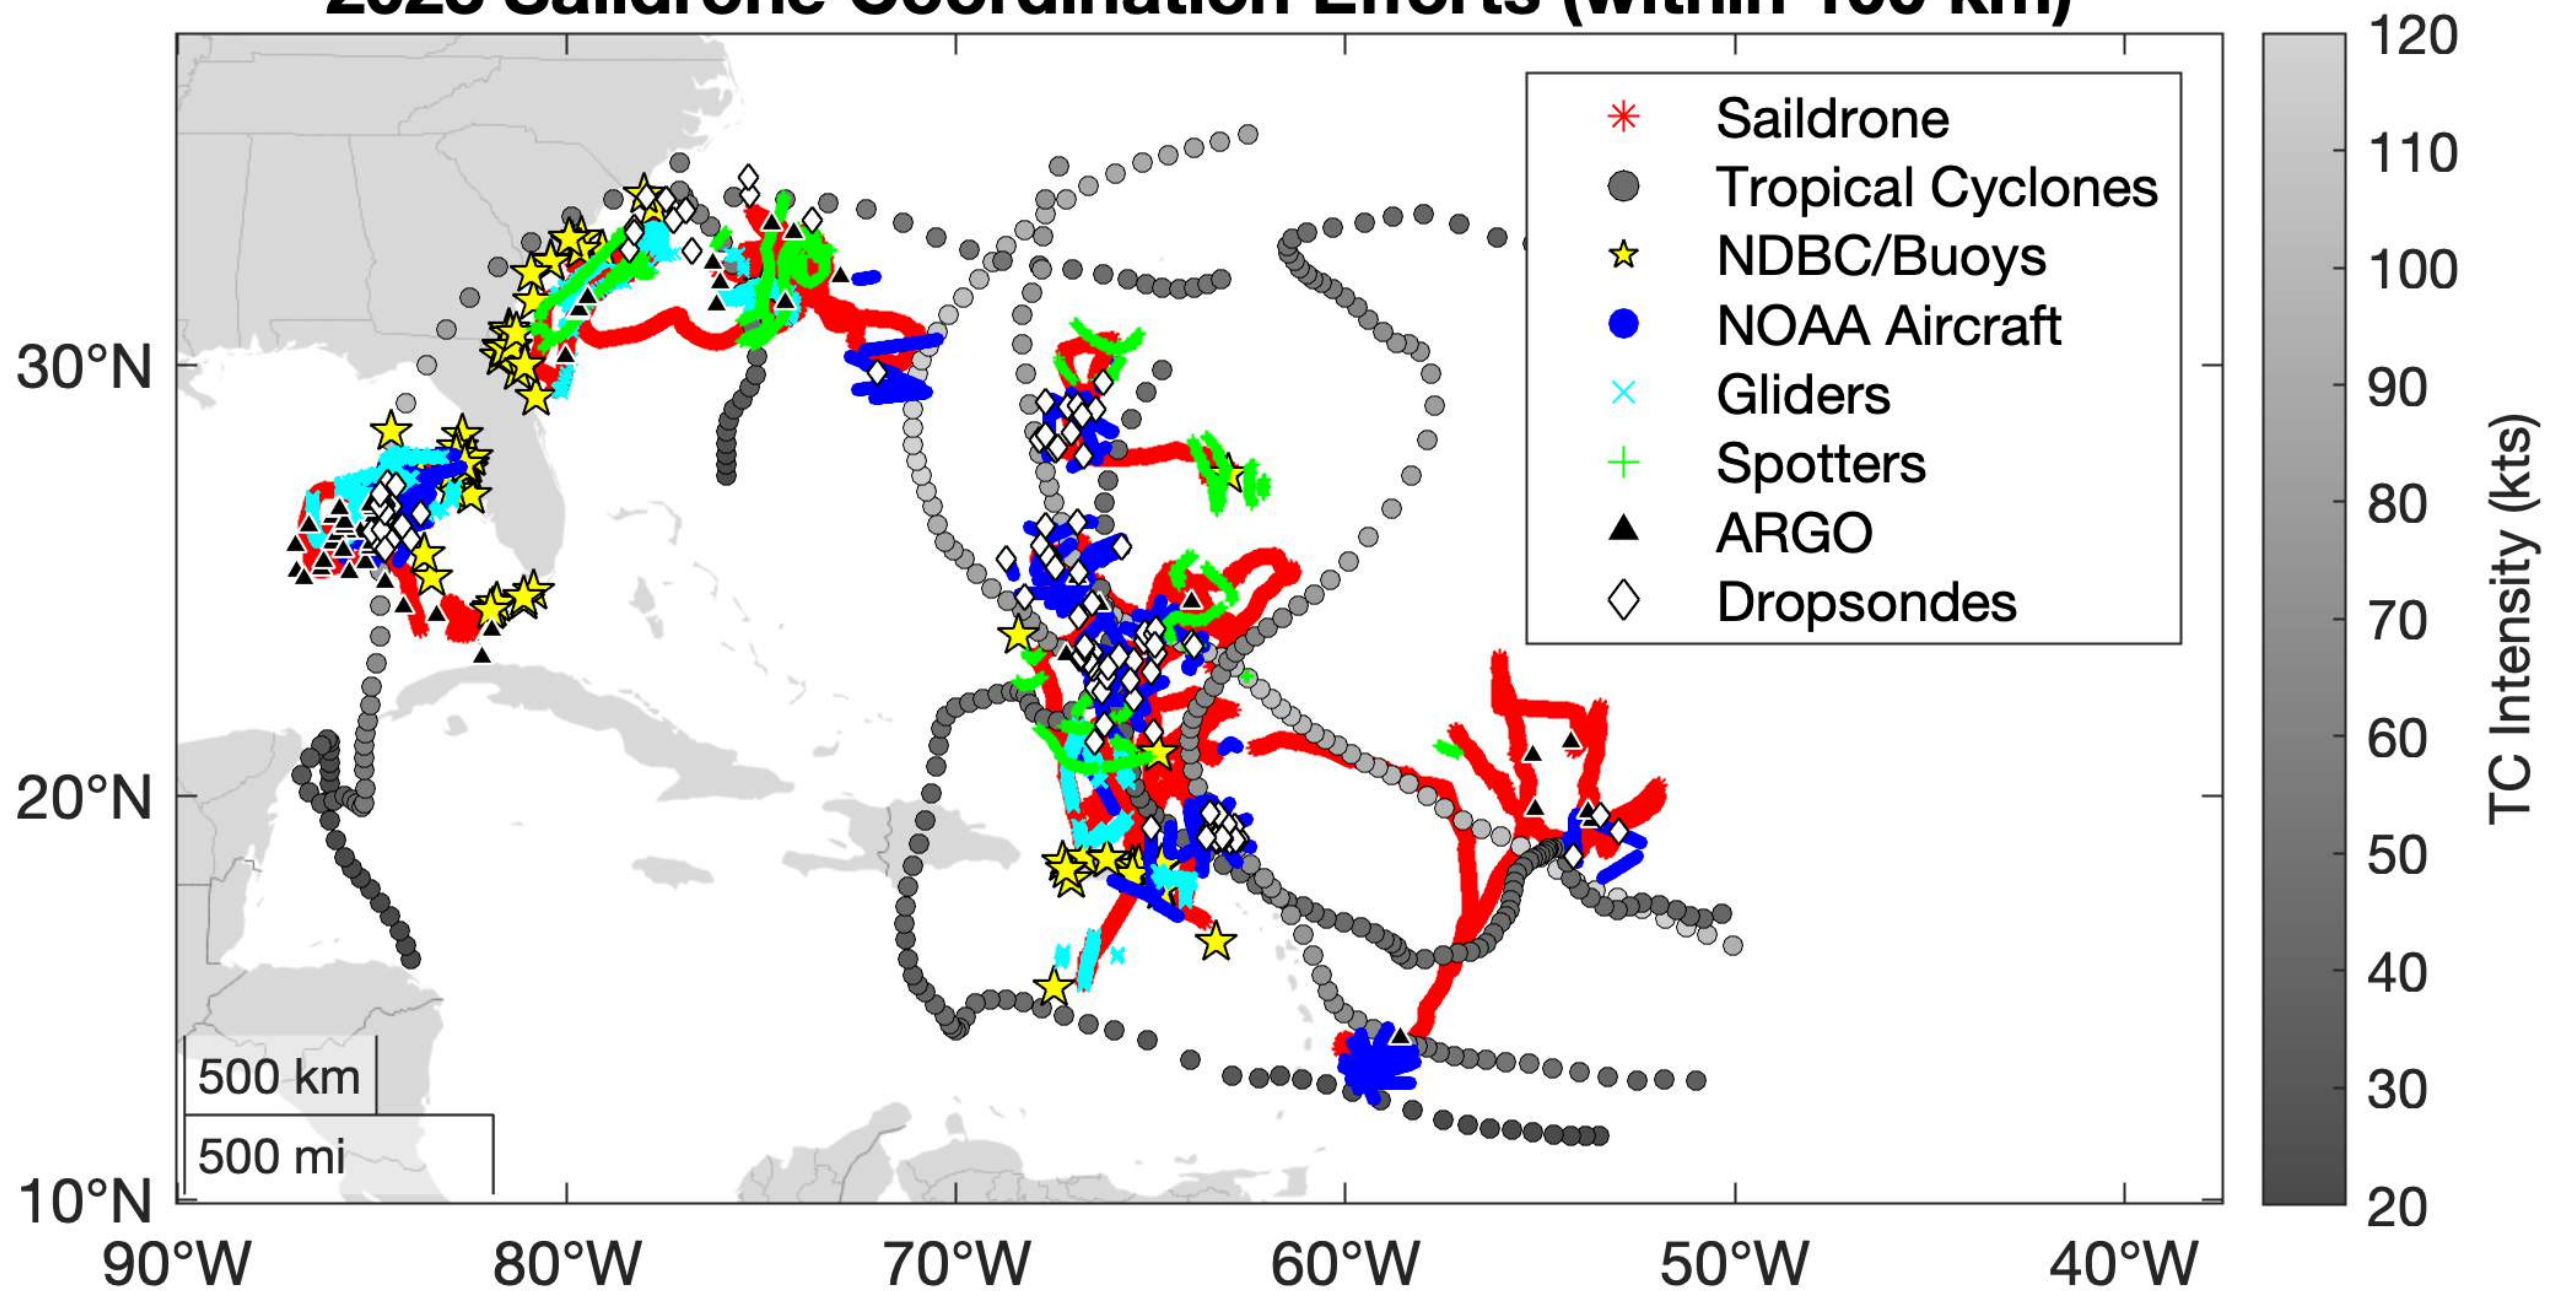 2023 Saildrone Coordination Efforts (within 100 km)
Saildrone
Tropical Cyclones
NDBC/Buoys
NOAA Aircraft
Gliders
Spotters
ARGO
Dropsondes
30°N
20°N
10°N
500 km
500 mi
90°W
80°W
70°W
60°W
50°W
40°W
120
110
100
90
80
70
60
50
40
30
20
TC Intensity (kts)